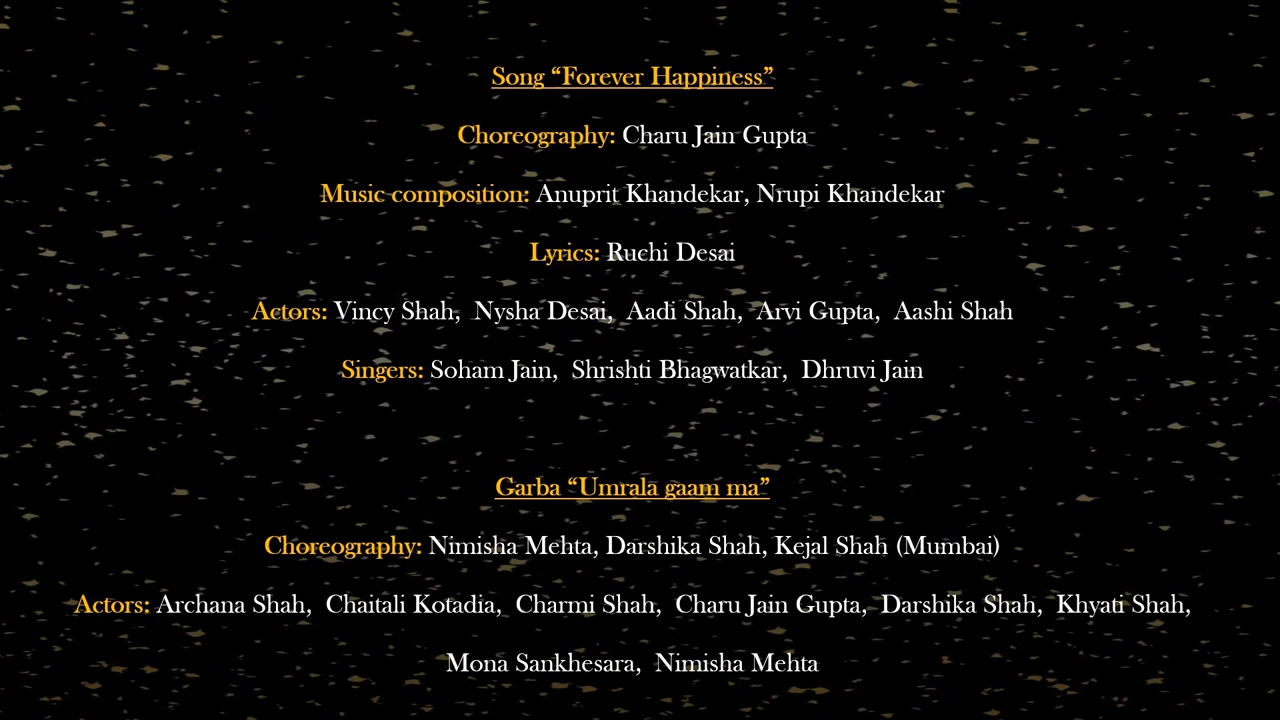 Song “Forever Happiness”
Choreography: Charu Jain Gupta
Music composition: Anuprit Khandekar, Nrupi Khandekar
Lyrics: Ruchi Desai
Actors: Vincy Shah, Nysha Desai, Aadi Shah, Arvi Gupta, Aashi Shah
Singers: Soham Jain, Shrishti Bhagwatkar, Dhruvi Jain
Garba “Umrala gaam ma”
Choreography: Nimisha Mehta, Darshika Shah, Kejal Shah (Mumbai)
Actors: Archana Shah, Chaitali Kotadia, Charmi Shah, Charu Jain Gupta, Darshika Shah, Khyati Shah,
Mona Sankhesara, Nimisha Mehta